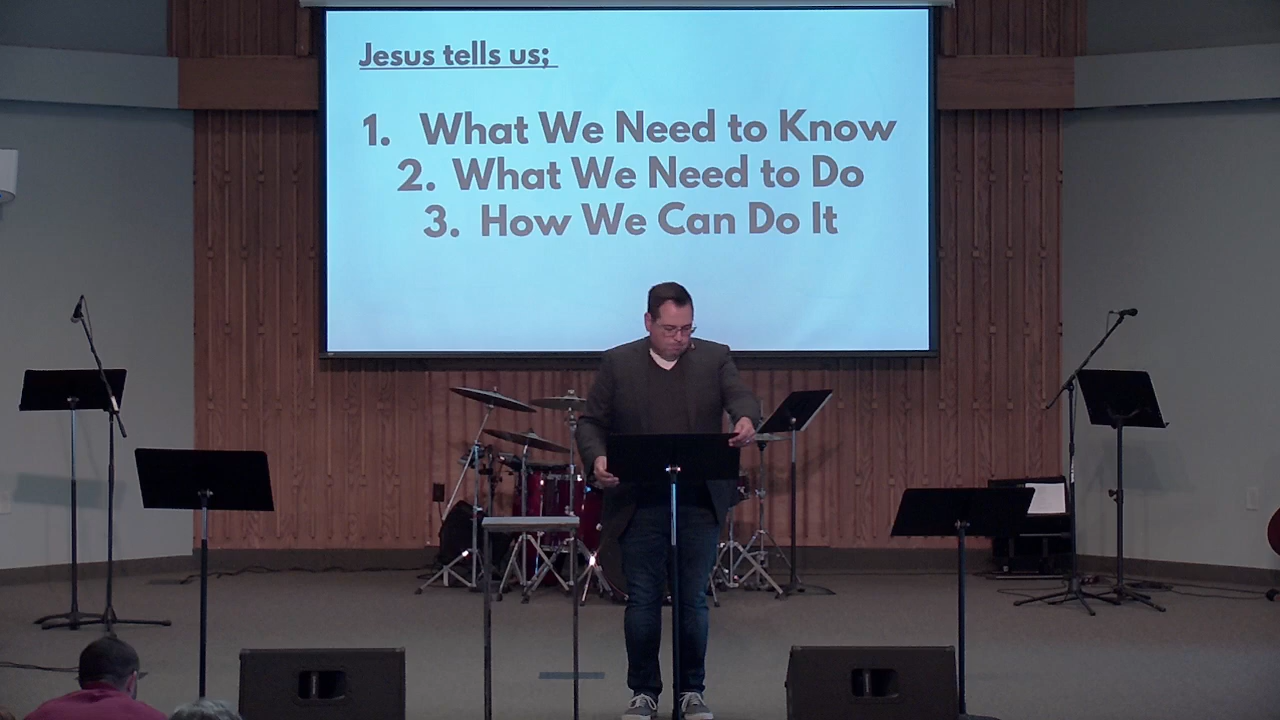 Jesus tells us;
1. What We Need to Know
2. What We Need to Do
3. How We Can Do It